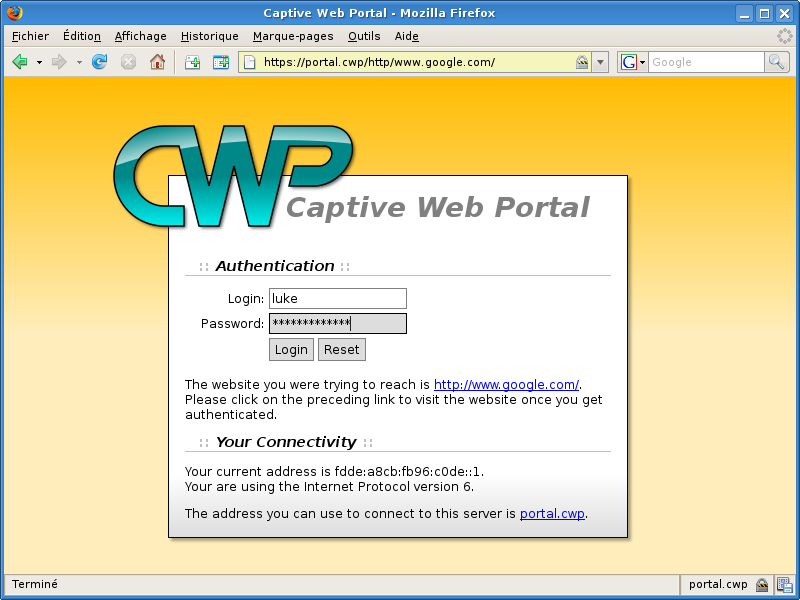 Captive Web Portal - Mozilla Firefox
Fichier Édition Affichage Historique Marque-pages Outils Aide
https://portal.cwp/http/www.google.com/ G Google
CWP
Captive Web Portal
:: Authentication ::
Login: luke
Password: *************
Login Reset
The website you were trying to reach is http://www.google.com/.
Please click on the preceding link to visit the website once you get
authenticated.
:: Your Connectivity ::
Your current address is fdde:a8cb:fb96:c0de::1.
Your are using the Internet Protocol version 6.
The address you can use to connect to this server is portal.cwp.
Terminé portal.cwp